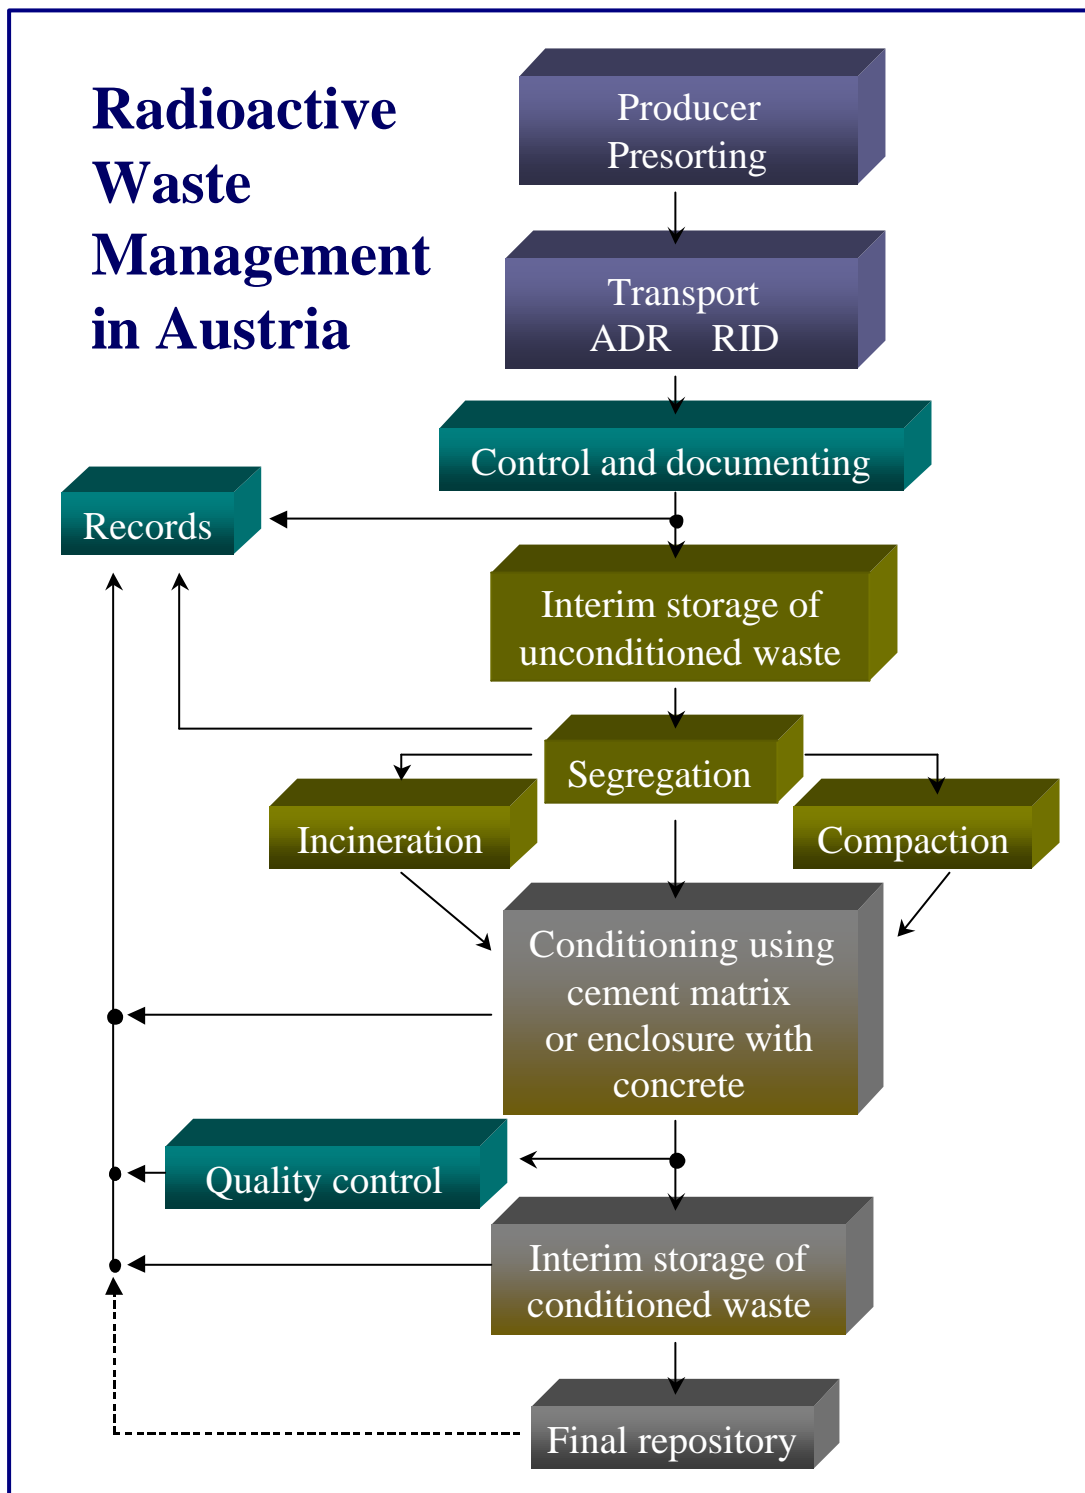 Radioactive
Waste
Management
in Austria
Producer
Presorting
Transport
ADR RID
Control and documenting
Records
Interim storage of
unconditioned waste
Segregation
Incineration
Compaction
Conditioning using
cement matrix
or enclosure with
concrete
Quality control
Interim storage of
conditioned waste
Final repository